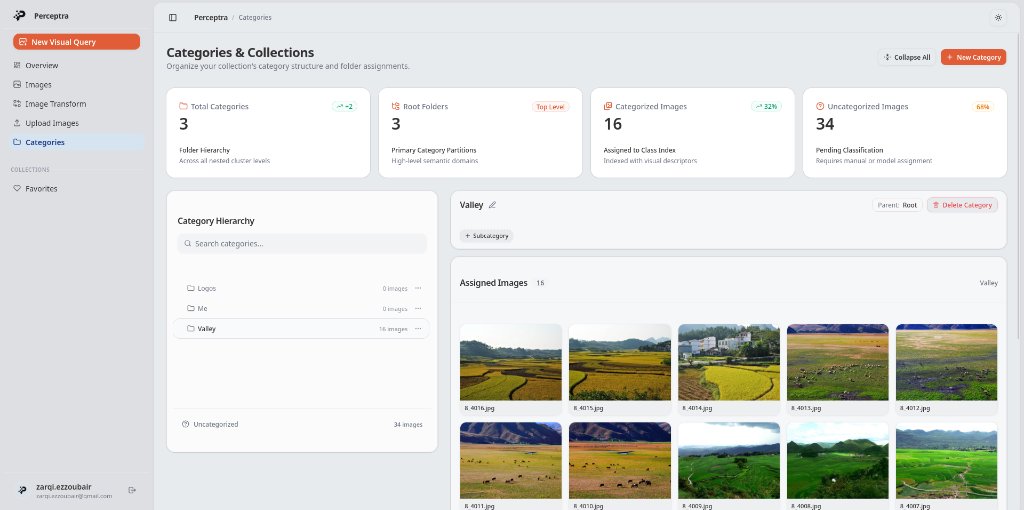 Perceptra
New Visual Query
Overview
Images
Image Transform
Upload Images
Categories
COLLECTIONS
Favorites
zarqi.ezzoubair
zarqi.ezzoubair@gmail.com
Perceptra / Categories
Categories & Collections
Organize your collection's category structure and folder assignments.
Collapse All
+ New Category
Total Categories
+2
3
Folder Hierarchy
Across all nested cluster levels
Root Folders
Top Level
3
Primary Category Partitions
High-level semantic domains
Categorized Images
32%
16
Assigned to Class Index
Indexed with visual descriptors
Uncategorized Images
68%
34
Pending Classification
Requires manual or model assignment
Category Hierarchy
Search categories...
Logos 0 images ...
Me 0 images ...
Valley 16 images ...
Uncategorized 34 images
Valley
Parent: Root
Delete Category
+ Subcategory
Assigned Images 16
Valley
8_4016.jpg
8_4015.jpg
8_4014.jpg
8_4013.jpg
8_4012.jpg
8_4011.jpg
8_4010.jpg
8_4009.jpg
8_4008.jpg
8_4007.jpg